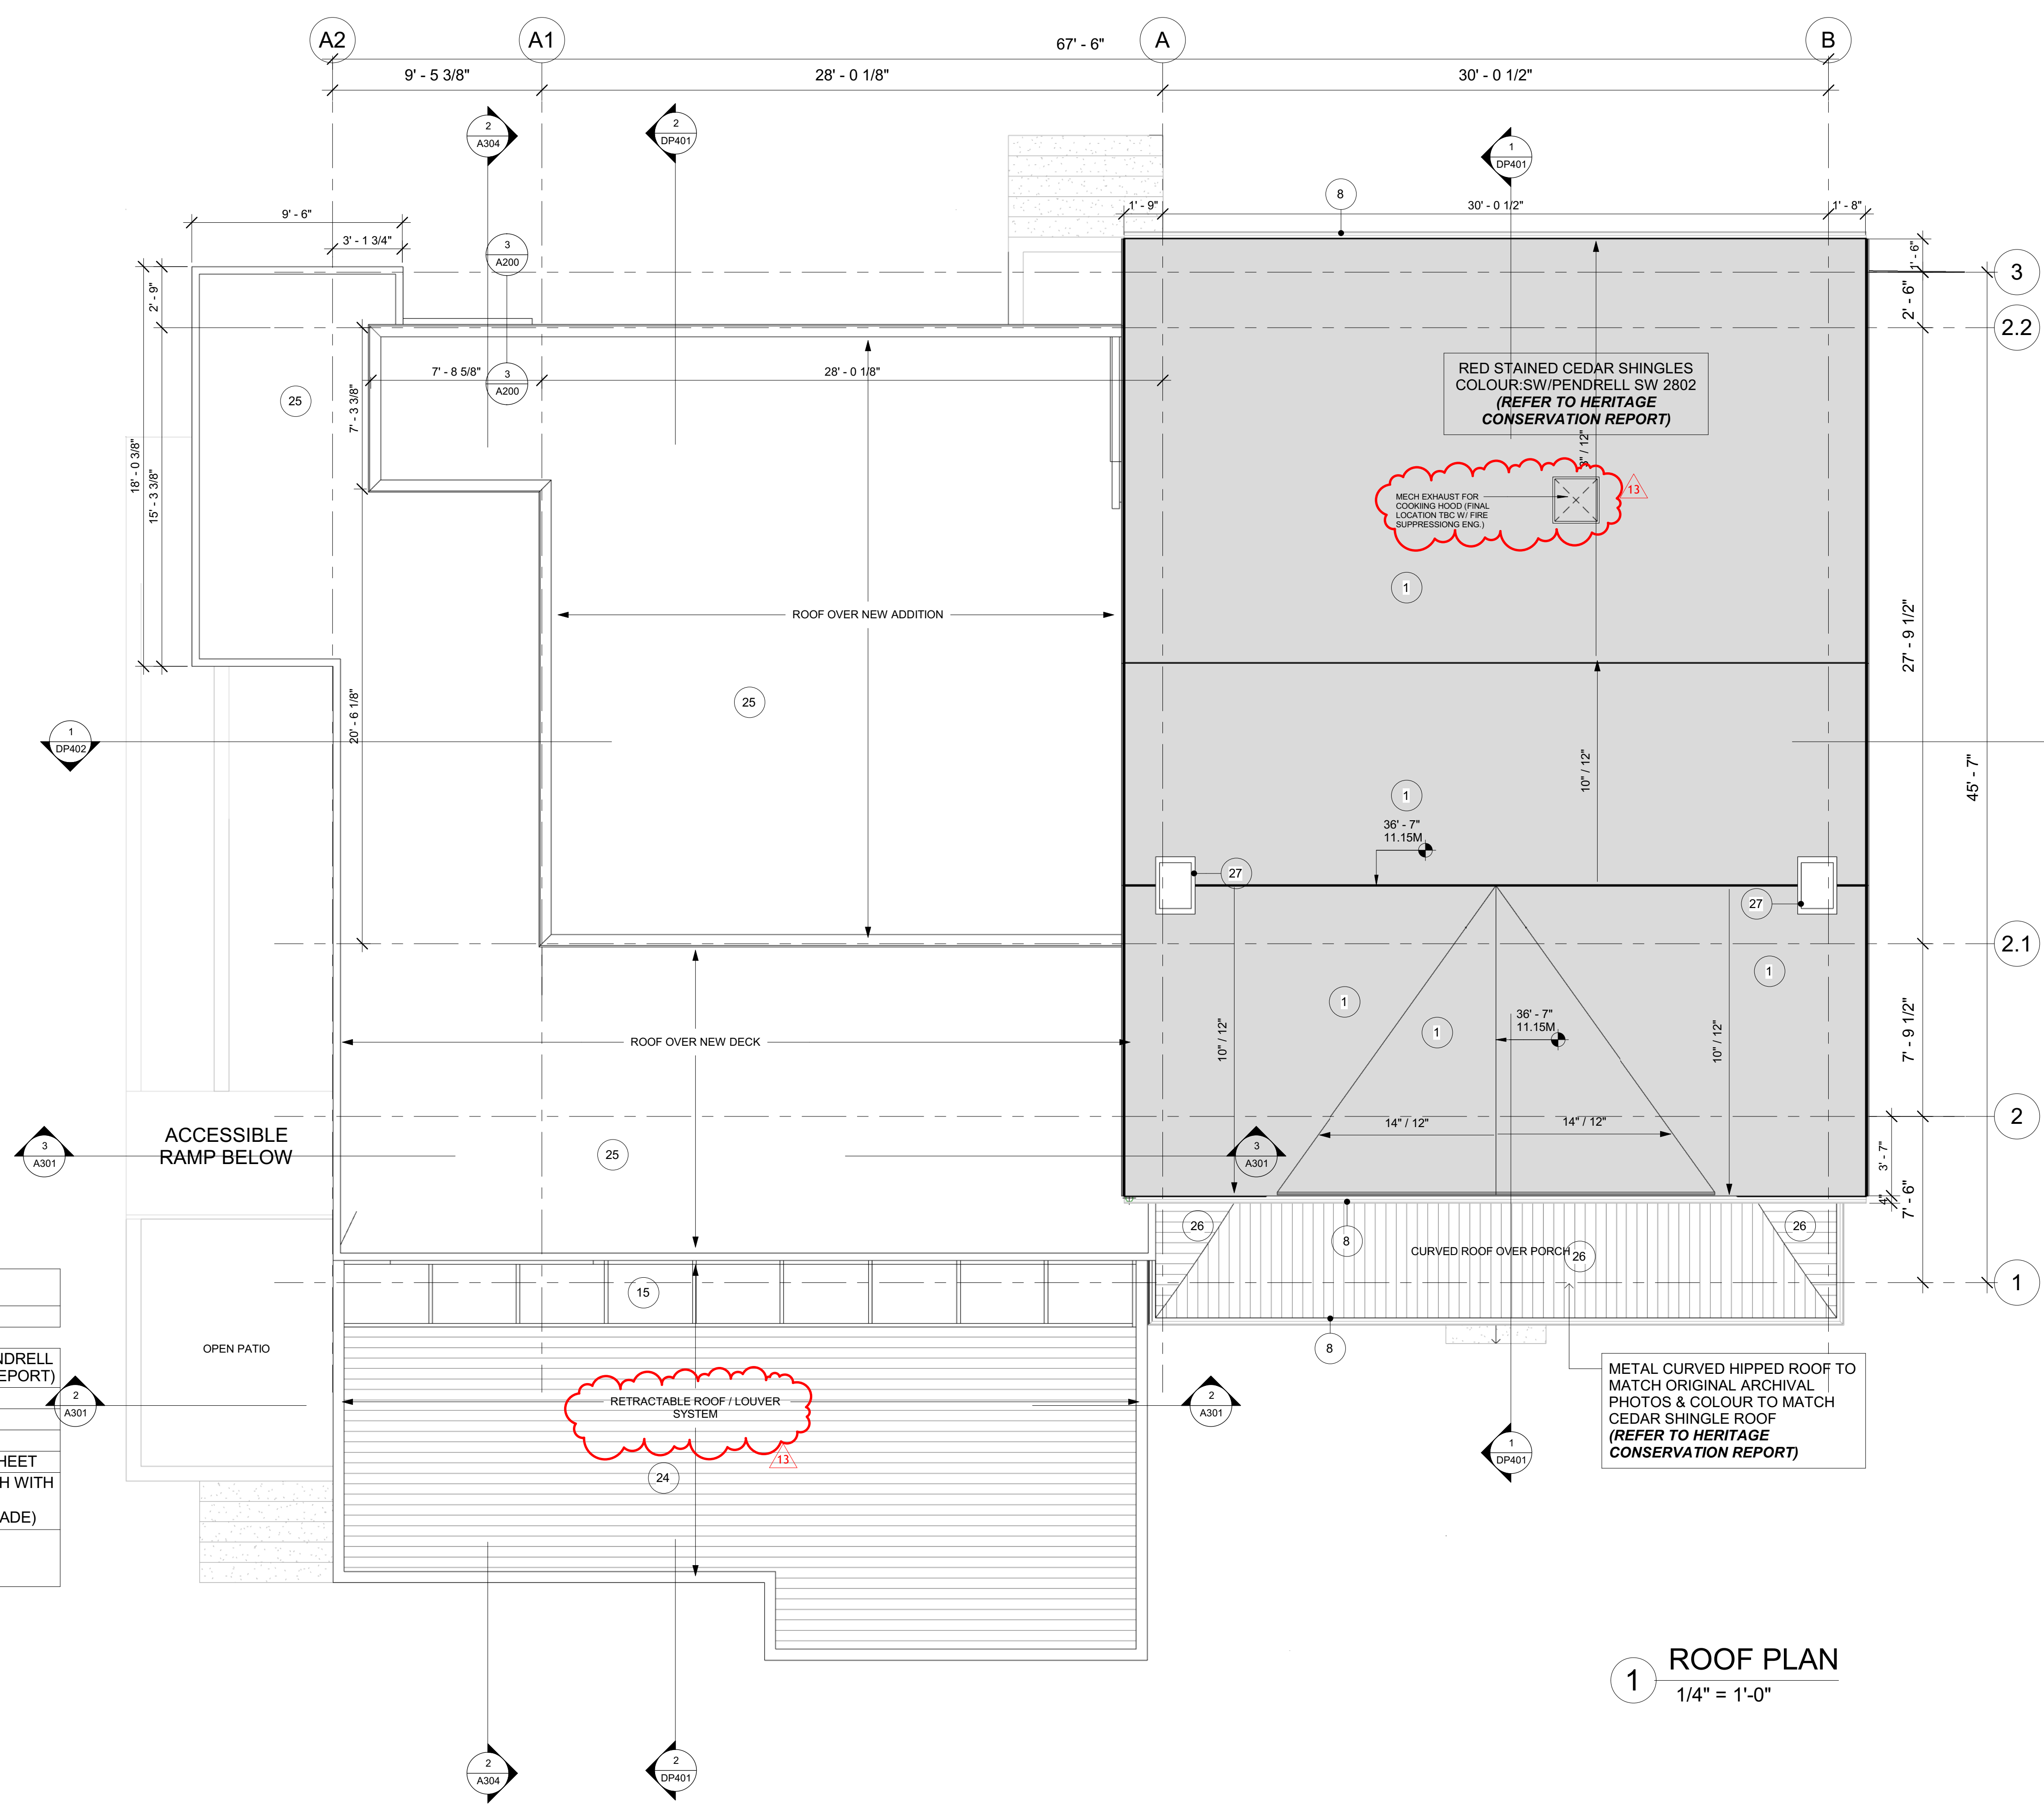 A2
A1
A
B
67' - 6"
9' - 5 3/8"
28' - 0 1/8"
30' - 0 1/2"
2
A304
2
DP401
1
DP401
8
9' - 6"
3' - 1 3/4"
1' - 9"
30' - 0 1/2"
1' - 8"
3
A200
1' - 6"
3
2' - 9"
2' - 6"
2.2
RED STAINED CEDAR SHINGLES
COLOUR:SW/PENDRELL SW 2802
(REFER TO HERITAGE
CONSERVATION REPORT)
7' - 8 5/8"
3
A200
28' - 0 1/8"
25
7' - 3 3/8"
18' - 0 3/8"
15' - 3 3/8"
3" / 12"
MECH EXHAUST FOR
COOKIING HOOD (FINAL
LOCATION TBC W/ FIRE
SUPPRESSIONG ENG.)
13
1
ROOF OVER NEW ADDITION
27' - 9 1/2"
25
20' - 6 1/8"
1
DP402
10" / 12"
45' - 7"
1
36' - 7"
11.15M
27
27
2.1
1
1
1
36' - 7"
11.15M
ROOF OVER NEW DECK
10" / 12"
10" / 12"
7' - 9 1/2"
14" / 12"
14" / 12"
2
ACCESSIBLE
RAMP BELOW
3
A301
25
3
A301
3' - 7"
4"
7' - 6"
26
8
26
CURVED ROOF OVER PORCH
26
15
1
OPEN PATIO
8
NDRELL
EPORT)
METAL CURVED HIPPED ROOF TO
MATCH ORIGINAL ARCHIVAL
PHOTOS & COLOUR TO MATCH
CEDAR SHINGLE ROOF
(REFER TO HERITAGE
CONSERVATION REPORT)
2
A301
RETRACTABLE ROOF / LOUVER
SYSTEM
2
A301
13
24
1
DP401
HEET
H WITH
ADE)
1
ROOF PLAN
1/4" = 1'-0"
2
A304
2
DP401